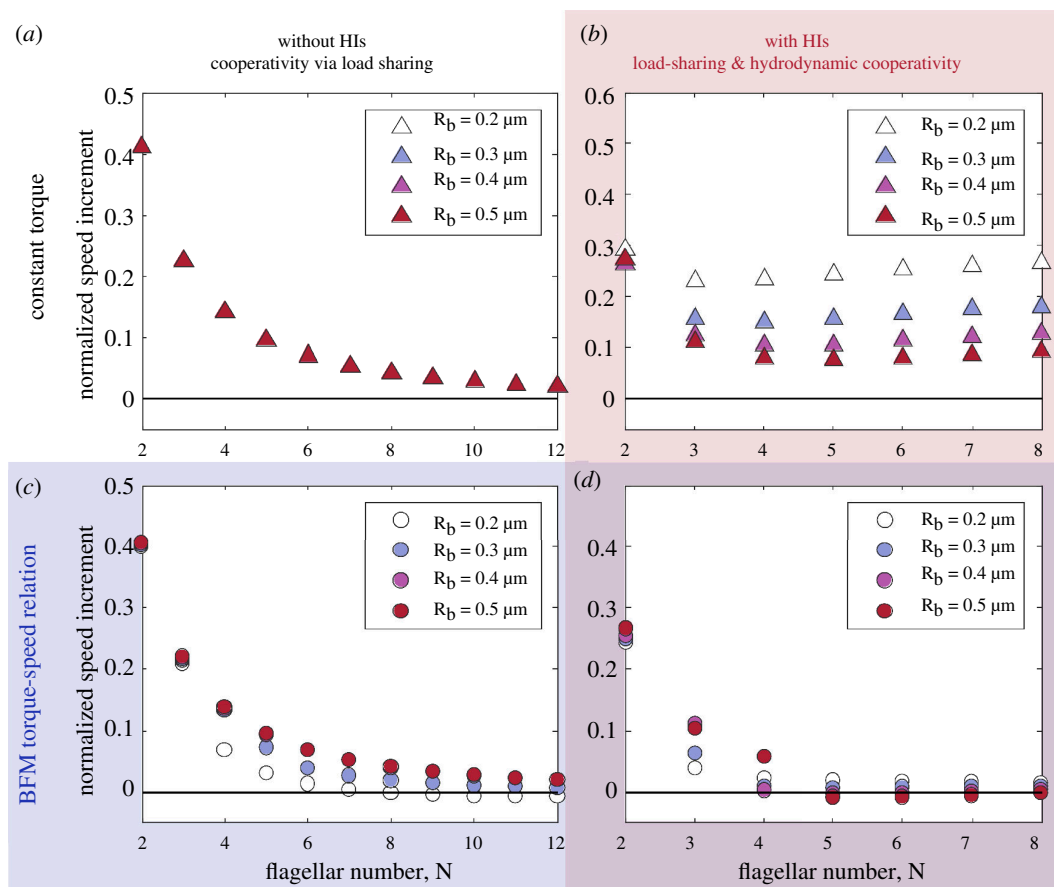 (a)
without HIs
cooperativity via load sharing
(b)
with HIs
load-sharing & hydrodynamic cooperativity
constant torque
normalized speed increment
0.5
0.4
0.3
0.2
0.1
0
2
4
6
8
10
12
R_b = 0.2 μm
R_b = 0.3 μm
R_b = 0.4 μm
R_b = 0.5 μm
0.6
0.5
0.4
0.3
0.2
0.1
0
2
3
4
5
6
7
8
R_b = 0.2 μm
R_b = 0.3 μm
R_b = 0.4 μm
R_b = 0.5 μm
(c)
BFM torque-speed relation
normalized speed increment
0.5
0.4
0.3
0.2
0.1
0
2
4
6
8
10
12
flagellar number, N
R_b = 0.2 μm
R_b = 0.3 μm
R_b = 0.4 μm
R_b = 0.5 μm
(d)
0.4
0.3
0.2
0.1
0
2
3
4
5
6
7
8
flagellar number, N
R_b = 0.2 μm
R_b = 0.3 μm
R_b = 0.4 μm
R_b = 0.5 μm